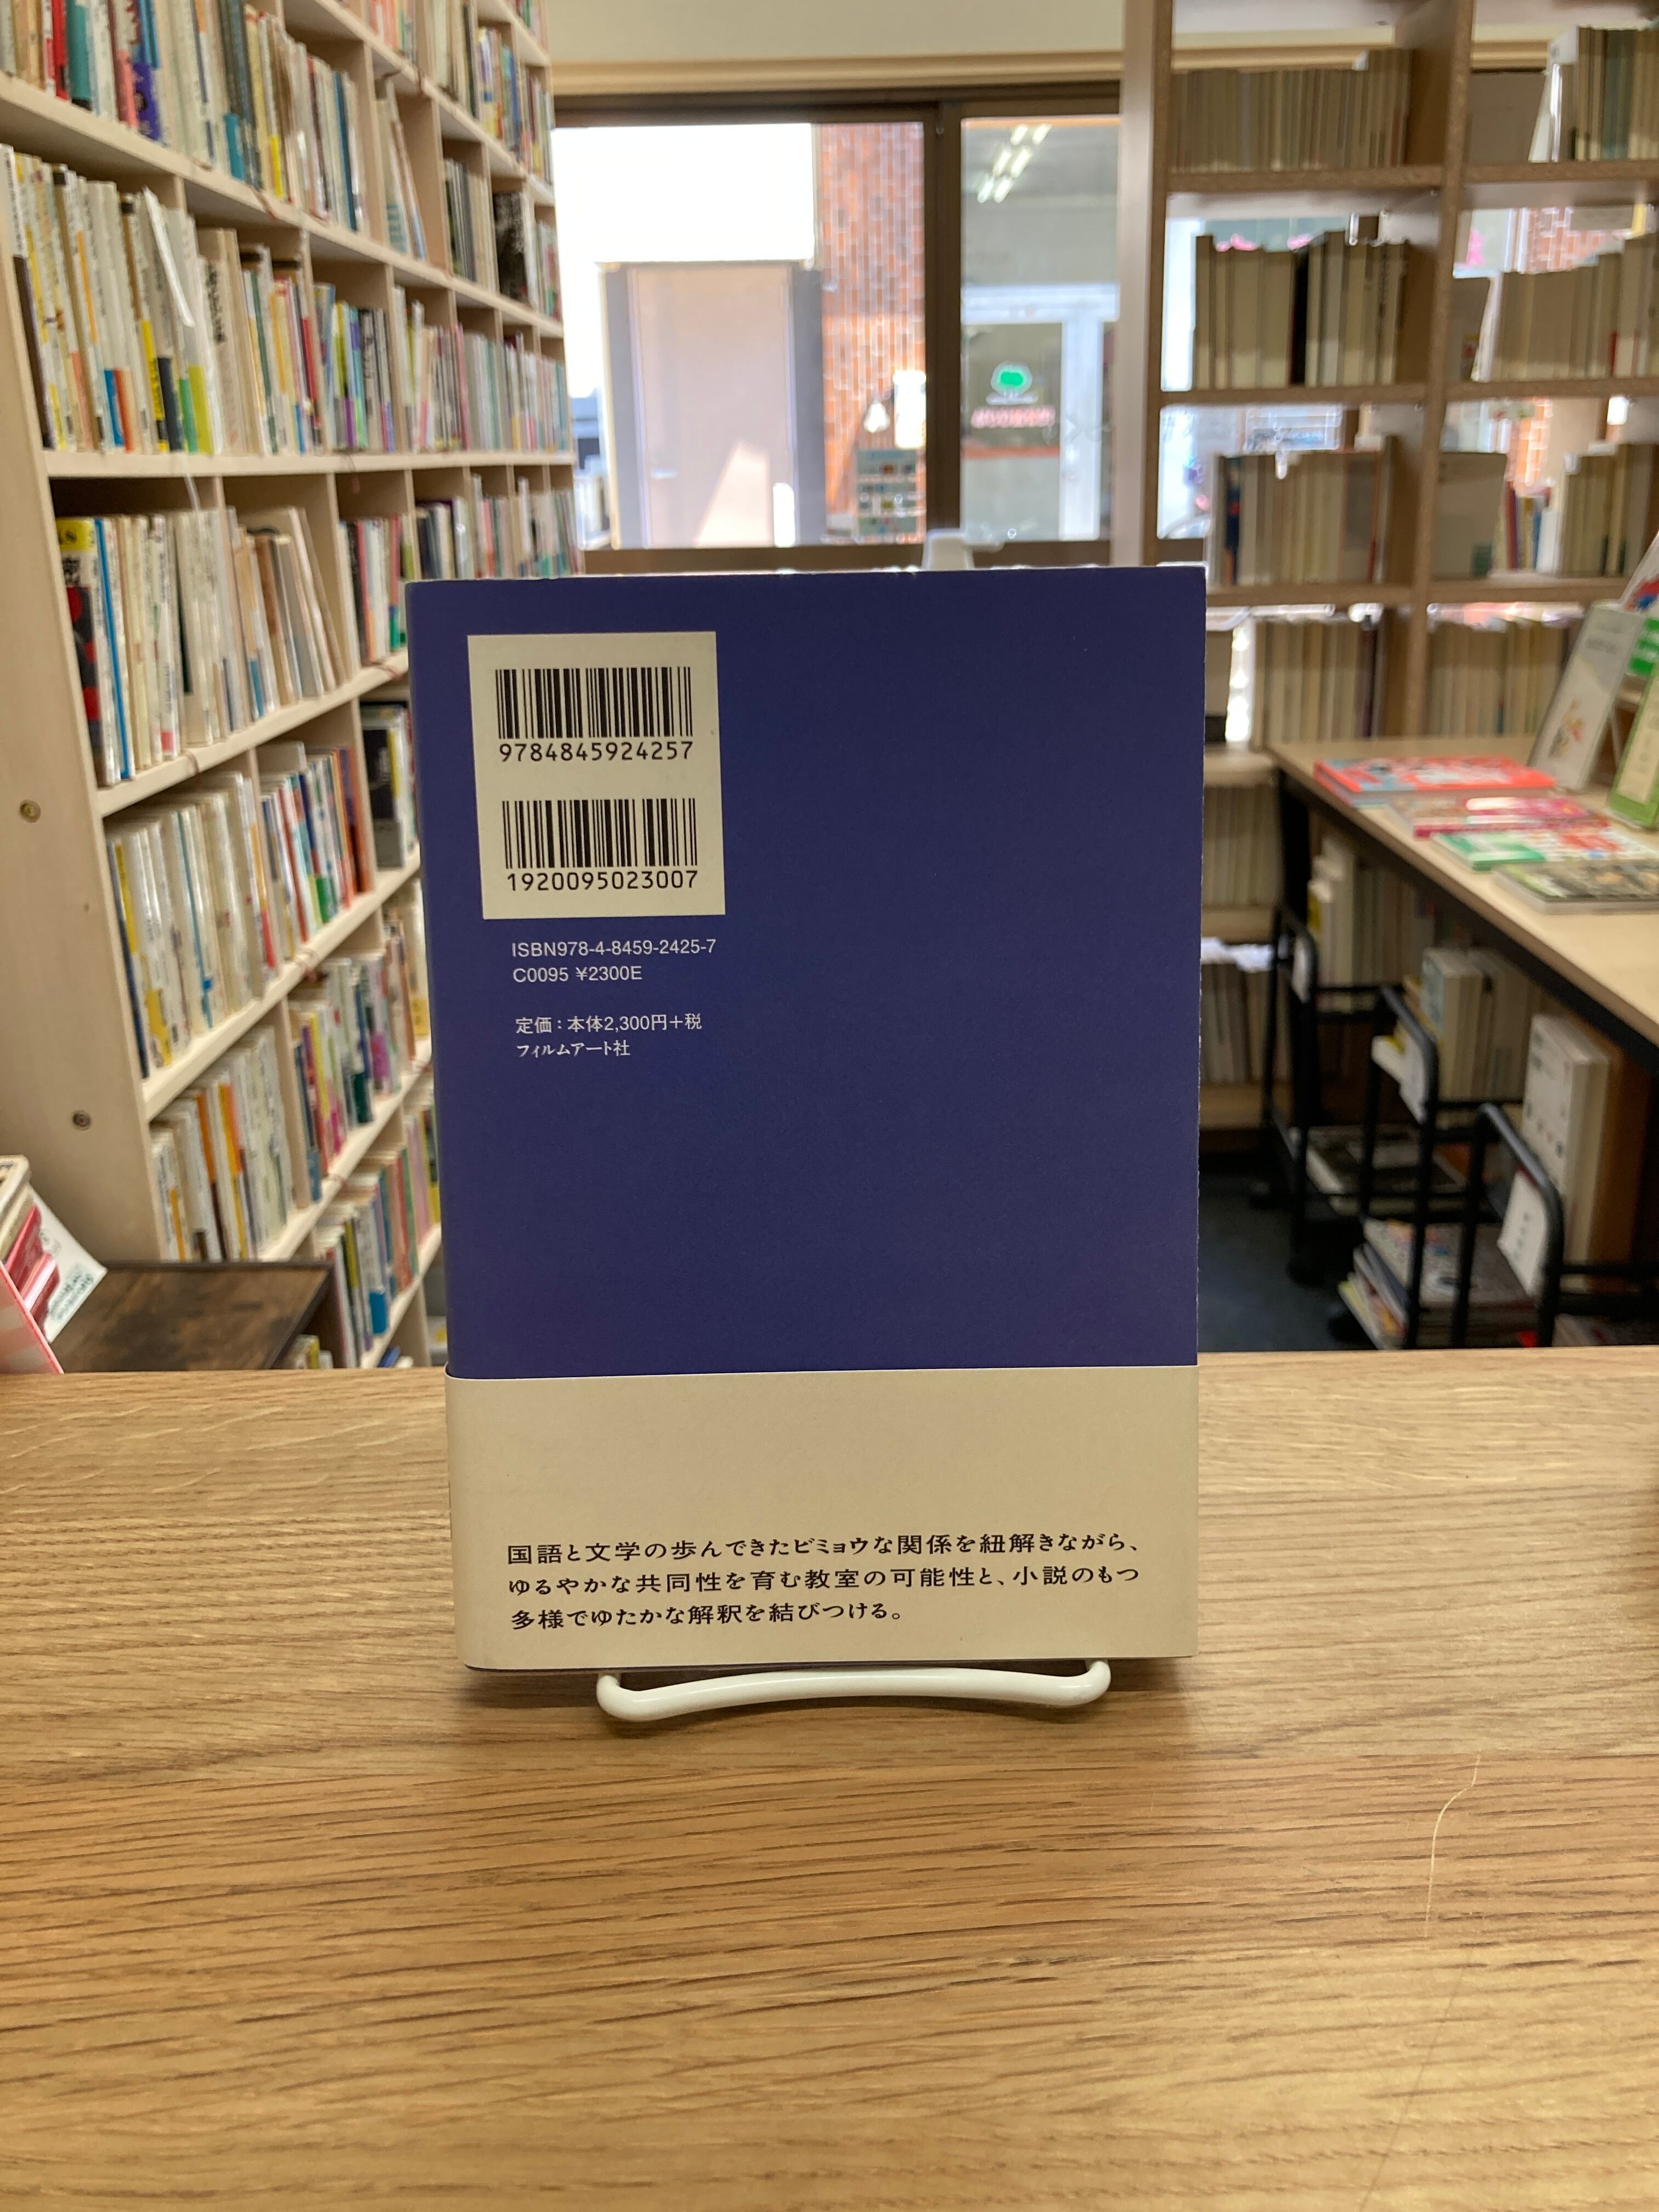 9784845924257
1920095023007
ISBN978-4-8459-2425-7
C0095 ¥2300E
定価：本体2,300円＋税
フィルムアート社
国語と文学の歩んできたビミョウな関係を紐解きながら、
ゆるやかな共同性を育む教室の可能性と、小説のもつ
多様でゆたかな解釈を結びつける。